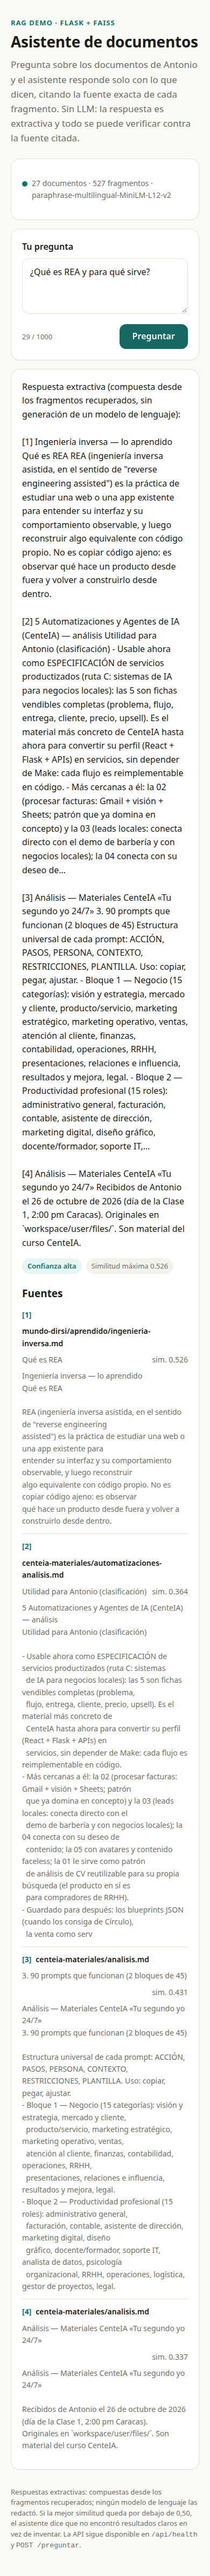 RAG DEMO · FLASK + FAISS
Asistente de documentos
Pregunta sobre los documentos de Antonio
y el asistente responde solo con lo que
dicen, citando la fuente exacta de cada
fragmento. Sin LLM: la respuesta es
extractiva y todo se puede verificar contra
la fuente citada.
27 documentos · 527 fragmentos ·
paraphrase-multilingual-MiniLM-L12-v2
Tu pregunta
¿Qué es REA y para qué sirve?
29 / 1000
Preguntar
Respuesta extractiva (compuesta desde
los fragmentos recuperados, sin
generación de un modelo de lenguaje):
[1] Ingeniería inversa — lo aprendido
Qué es REA REA (ingeniería inversa
asistida, en el sentido de "reverse
engineering assisted") es la práctica de
estudiar una web o una app existente
para entender su interfaz y su
comportamiento observable, y luego
reconstruir algo equivalente con código
propio. No es copiar código ajeno: es
observar qué hace un producto desde
fuera y volver a construirlo desde
dentro.
[2] 5 Automatizaciones y Agentes de IA
(CenteIA) — análisis Utilidad para
Antonio (clasificación) - Usable ahora
como ESPECIFICACIÓN de servicios
productizados (ruta C: sistemas de IA
para negocios locales): las 5 son fichas
vendibles completas (problema, flujo,
entrega, cliente, precio, upsell). Es el
material más concreto de CenteIA hasta
ahora para convertir su perfil (React +
Flask + APIs) en servicios, sin depender
de Make: cada flujo es reimplementable
en código. - Más cercanas a él: la 02
(procesar facturas: Gmail + visión +
Sheets; patrón que ya domina en
concepto) y la 03 (leads locales: conecta
directo con el demo de barbería y con
negocios locales); la 04 conecta con su
deseo de…
[3] Análisis — Materiales CenteIA «Tu
segundo yo 24/7» 3. 90 prompts que
funcionan (2 bloques de 45) Estructura
universal de cada prompt: ACCIÓN,
PASOS, PERSONA, CONTEXTO,
RESTRICCIONES, PLANTILLA. Uso: copiar,
pegar, ajustar. - Bloque 1 — Negocio (15
categorías): visión y estrategia, mercado
y cliente, producto/servicio, marketing
estratégico, marketing operativo, ventas,
atención al cliente, finanzas,
contabilidad, operaciones, RRHH,
presentaciones, relaciones e influencia,
resultados y mejora, legal. - Bloque 2 —
Productividad profesional (15 roles):
administrativo general, facturación,
contable, asistente de dirección,
marketing digital, diseño gráfico,
docente/formador, soporte IT,…
[4] Análisis — Materiales CenteIA «Tu
segundo yo 24/7» Recibidos de Antonio
el 26 de octubre de 2026 (día de la Clase
1, 2:00 pm Caracas). Originales en
`workspace/user/files/`. Son material del
curso CenteIA.
Confianza alta
Similitud máxima 0.526
Fuentes
[1]
mundo-dirsi/aprendido/ingenieria-
inversa.md
Qué es REA sim. 0.526
Ingeniería inversa — lo aprendido
Qué es REA
REA (ingeniería inversa asistida, en el sentido
de "reverse engineering
assisted") es la práctica de estudiar una web o
una app existente para
entender su interfaz y su comportamiento
observable, y luego reconstruir
algo equivalente con código propio. No es
copiar código ajeno: es observar
qué hace un producto desde fuera y volver a
construirlo desde dentro.
[2]
centeia-materiales/automatizaciones-
analisis.md
Utilidad para Antonio (clasificación) sim. 0.364
5 Automatizaciones y Agentes de IA (CenteIA)
— análisis
Utilidad para Antonio (clasificación)
- Usable ahora como ESPECIFICACIÓN de
servicios productizados (ruta C: sistemas
de IA para negocios locales): las 5 son fichas
vendibles completas (problema,
flujo, entrega, cliente, precio, upsell). Es el
material más concreto de
CenteIA hasta ahora para convertir su perfil
(React + Flask + APIs) en
servicios, sin depender de Make: cada flujo es
reimplementable en código.
- Más cercanas a él: la 02 (procesar facturas:
Gmail + visión + Sheets; patrón
que ya domina en concepto) y la 03 (leads
locales: conecta directo con el
demo de barbería y con negocios locales); la
04 conecta con su deseo de
contenido; la 05 con avatares y contenido
faceless; la 01 le sirve como patrón
de análisis de CV reutilizable para su propia
búsqueda (el producto en sí es
para compradores de RRHH).
- Guardado para después: los blueprints JSON
(cuando los consiga de Círculo),
la venta como serv
[3] centeia-materiales/analisis.md
3. 90 prompts que funcionan (2 bloques de 45)
sim. 0.431
Análisis — Materiales CenteIA «Tu segundo yo
24/7»
3. 90 prompts que funcionan (2 bloques de 45)
Estructura universal de cada prompt: ACCIÓN,
PASOS, PERSONA, CONTEXTO,
RESTRICCIONES, PLANTILLA. Uso: copiar,
pegar, ajustar.
- Bloque 1 — Negocio (15 categorías): visión y
estrategia, mercado y cliente,
producto/servicio, marketing estratégico,
marketing operativo, ventas,
atención al cliente, finanzas, contabilidad,
operaciones, RRHH,
presentaciones, relaciones e influencia,
resultados y mejora, legal.
- Bloque 2 — Productividad profesional (15
roles): administrativo general,
facturación, contable, asistente de dirección,
marketing digital, diseño
gráfico, docente/formador, soporte IT,
analista de datos, psicología
organizacional, RRHH, operaciones, logística,
gestor de proyectos, legal.
[4] centeia-materiales/analisis.md
Análisis — Materiales CenteIA «Tu segundo yo
24/7»
sim. 0.337
Análisis — Materiales CenteIA «Tu segundo yo
24/7»
Recibidos de Antonio el 26 de octubre de 2026
(día de la Clase 1, 2:00 pm Caracas).
Originales en `workspace/user/files/`. Son
material del curso CenteIA.
Respuestas extractivas: compuestas desde los
fragmentos recuperados; ningún modelo de lenguaje las
redactó. Si la mejor similitud queda por debajo de 0,50,
el asistente dice que no encontró resultados claros en
vez de inventar. La API sigue disponible en /api/health
y POST /preguntar.